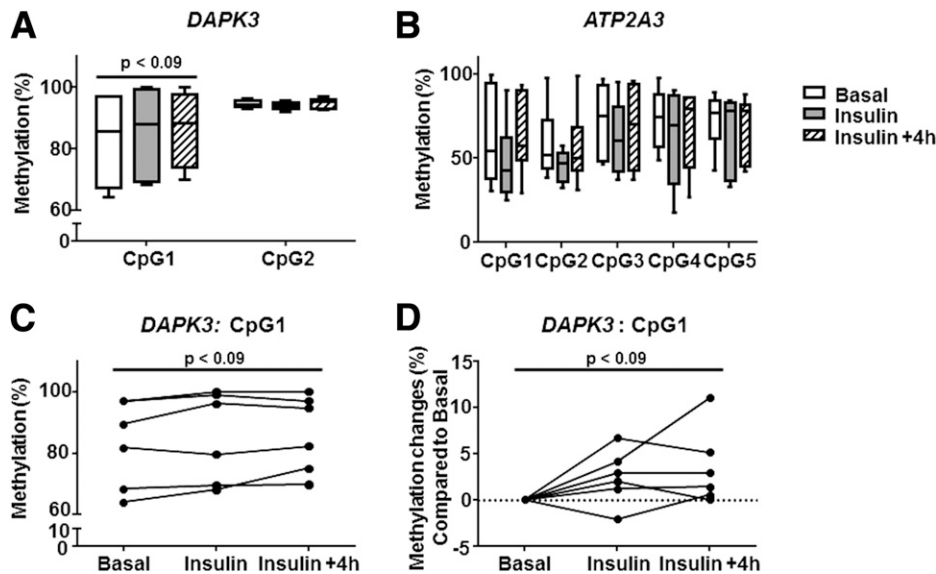 A
DAPK3
p < 0.09
Methylation (%)
100
80
60
0
CpG1
CpG2
B
ATP2A3
Methylation (%)
100
50
0
CpG1 CpG2 CpG3 CpG4 CpG5
Basal
Insulin
Insulin +4h
C
DAPK3: CpG1
p < 0.09
Methylation (%)
100
80
60
10
0
Basal
Insulin
Insulin +4h
D
DAPK3 : CpG1
p < 0.09
Methylation changes (%)
Compared to Basal
15
10
5
0
-5
Basal
Insulin
Insulin +4h